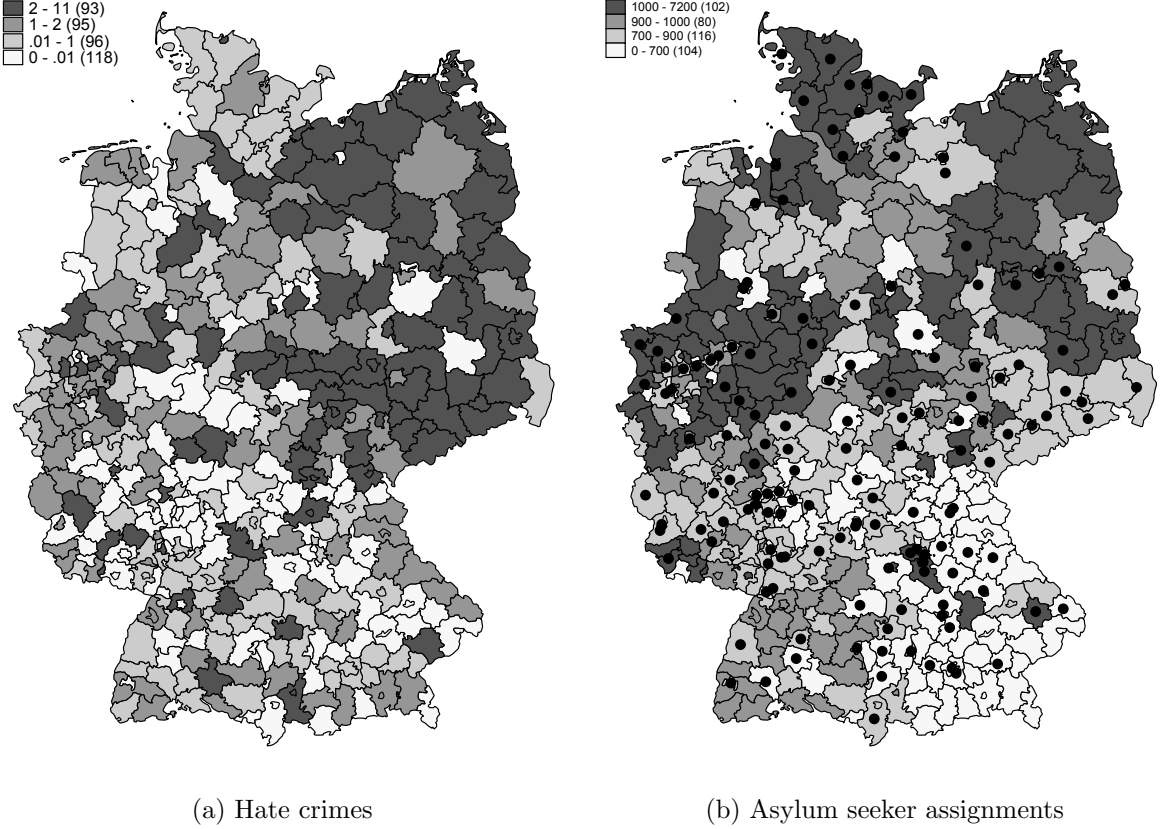 2 - 11 (93)
1 - 2 (95)
.01 - 1 (96)
0 - .01 (118)
1000 - 7200 (102)
900 - 1000 (80)
700 - 900 (116)
0 - 700 (104)
(a) Hate crimes
(b) Asylum seeker assignments